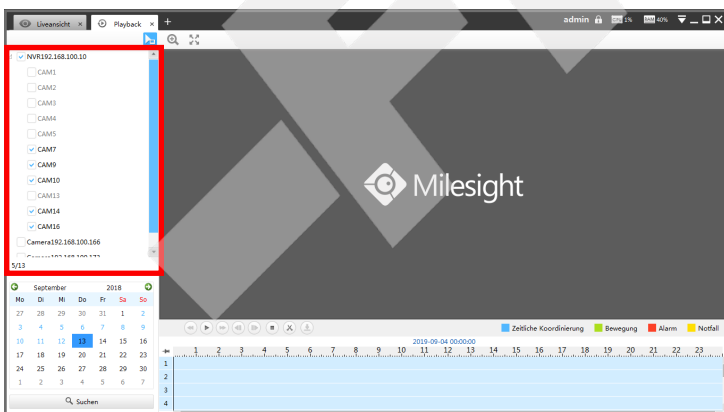 Liveansicht × Playback × +
admin CPU 1% RAM 40%
NVR192.168.100.10
CAM1
CAM2
CAM3
CAM4
CAM5
CAM7
CAM9
CAM10
CAM13
CAM14
CAM16
Camera192.168.100.166
5/13
Milesight
September 2018
Mo Di Mi Do Fr Sa So
27 28 29 30 31 1 2
3 4 5 6 7 8 9
10 11 12 13 14 15 16
17 18 19 20 21 22 23
24 25 26 27 28 29 30
1 2 3 4 5 6 7
Suchen
Zeitliche Koordinierung Bewegung Alarm Notfall
2019-09-04 00:00:00
1 2 3 4 5 6 7 8 9 10 11 12 13 14 15 16 17 18 19 20 21 22 23
1
2
3
4